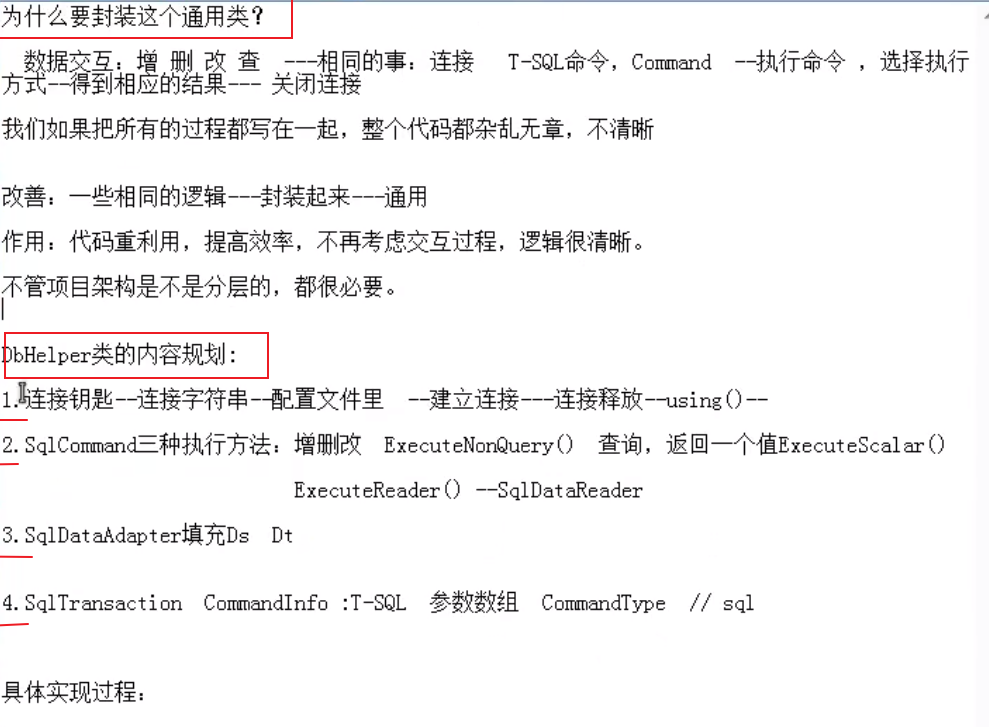 为什么要封装这个通用类?
数据交互：增 删 改 查 ---相同的事：连接 T-SQL命令，Command --执行命令 ，选择执行
方式--得到相应的结果--- 关闭连接
我们如果把所有的过程都写在一起，整个代码都杂乱无章，不清晰
改善：一些相同的逻辑---封装起来---通用
作用：代码重利用，提高效率，不再考虑交互过程，逻辑很清晰。
不管项目架构是不是分层的，都很必要。
DbHelper类的内容规划：
1.连接钥匙--连接字符串--配置文件里 --建立连接---连接释放--using()--
2.SqlCommand三种执行方法：增删改 ExecuteNonQuery() 查询，返回一个值ExecuteScalar()
ExecuteReader() --SqlDataReader
3.SqlDataAdapter填充Ds Dt
4.SqlTransaction CommandInfo :T-SQL 参数数组 CommandType // sql
具体实现过程：